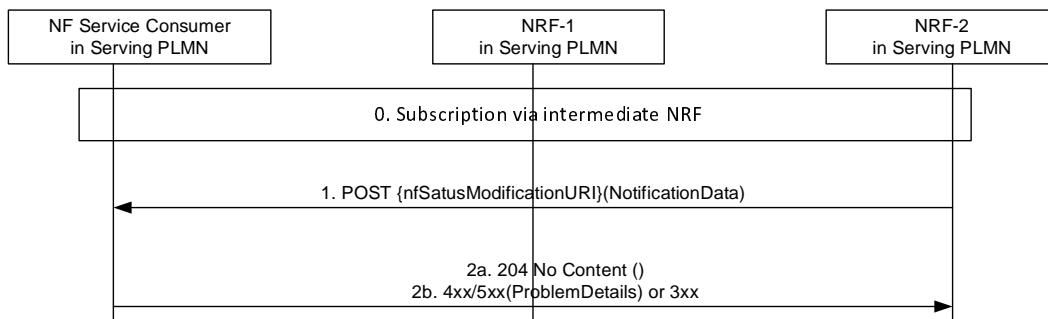 NF Service Consumer
in Serving PLMN
NRF-1
in Serving PLMN
NRF-2
in Serving PLMN
0. Subscription via intermediate NRF
1. POST {nfSatusModificationURI}(NotificationData)
2a. 204 No Content ()
2b. 4xx/5xx(ProblemDetails) or 3xx